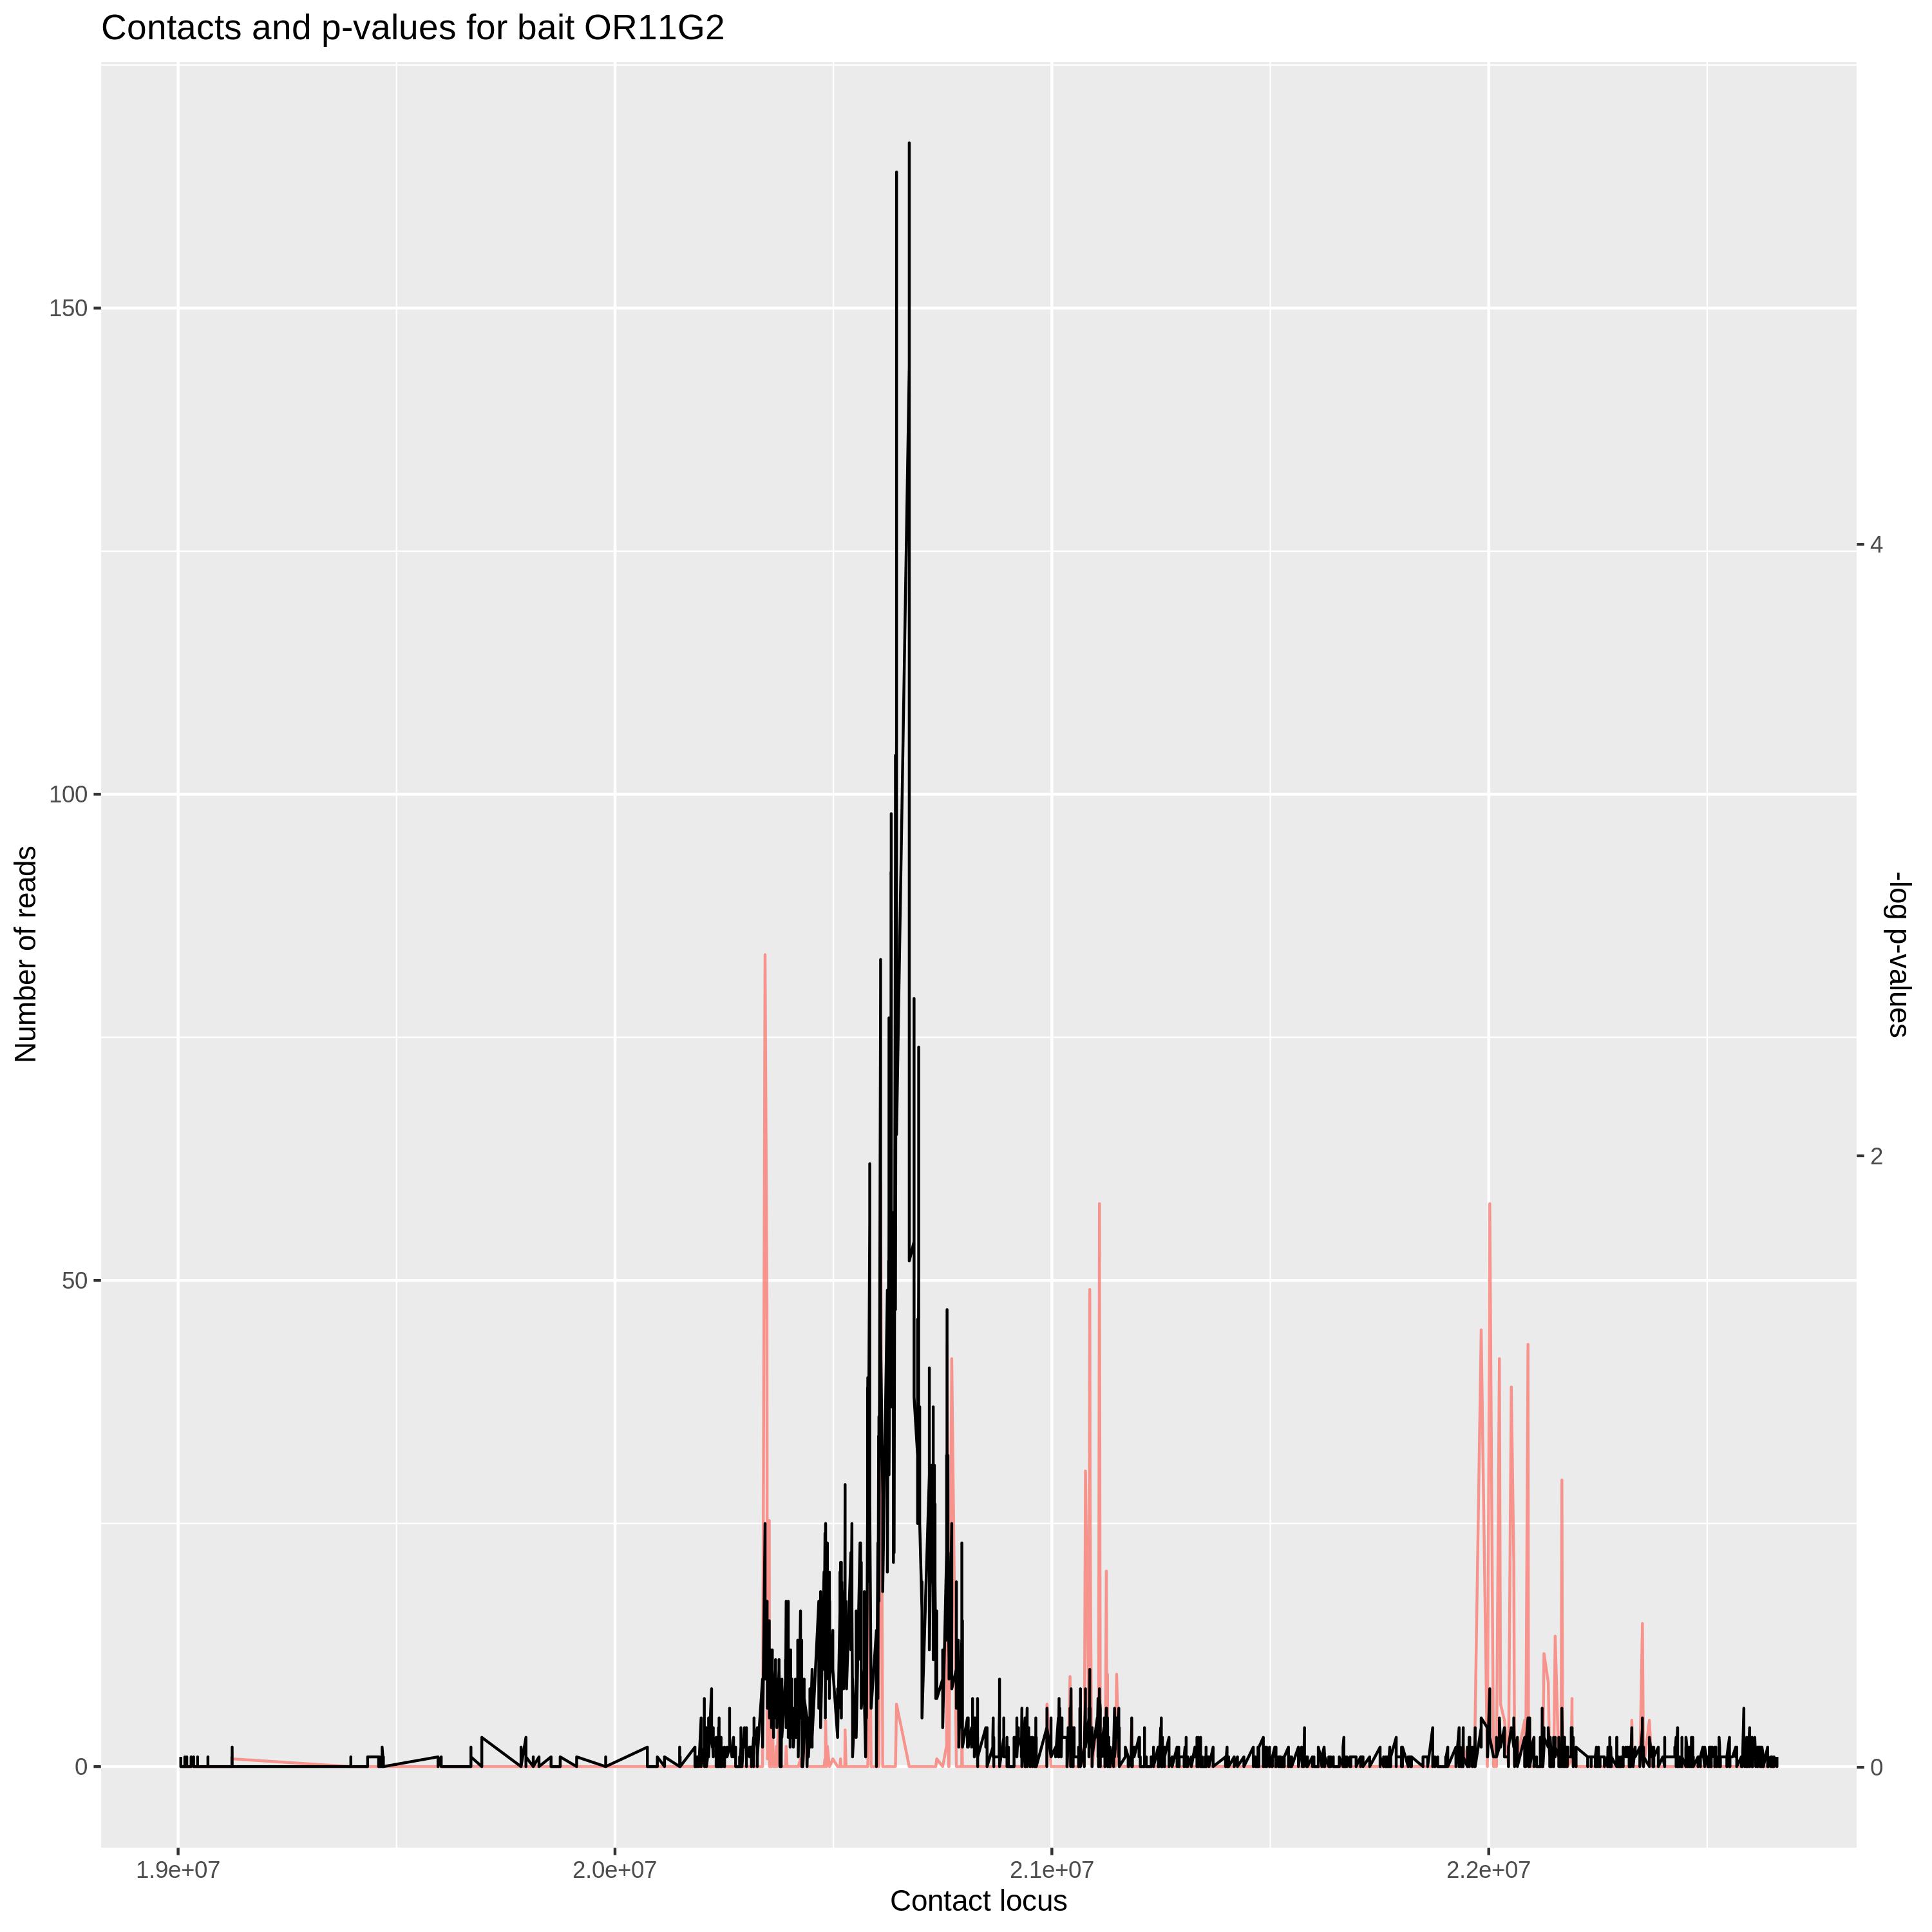 Contacts and p-values for bait OR11G2
150
100
50
0
Number of reads
4
2
0
-log p-values
1.9e+07
2.0e+07
2.1e+07
2.2e+07
Contact locus